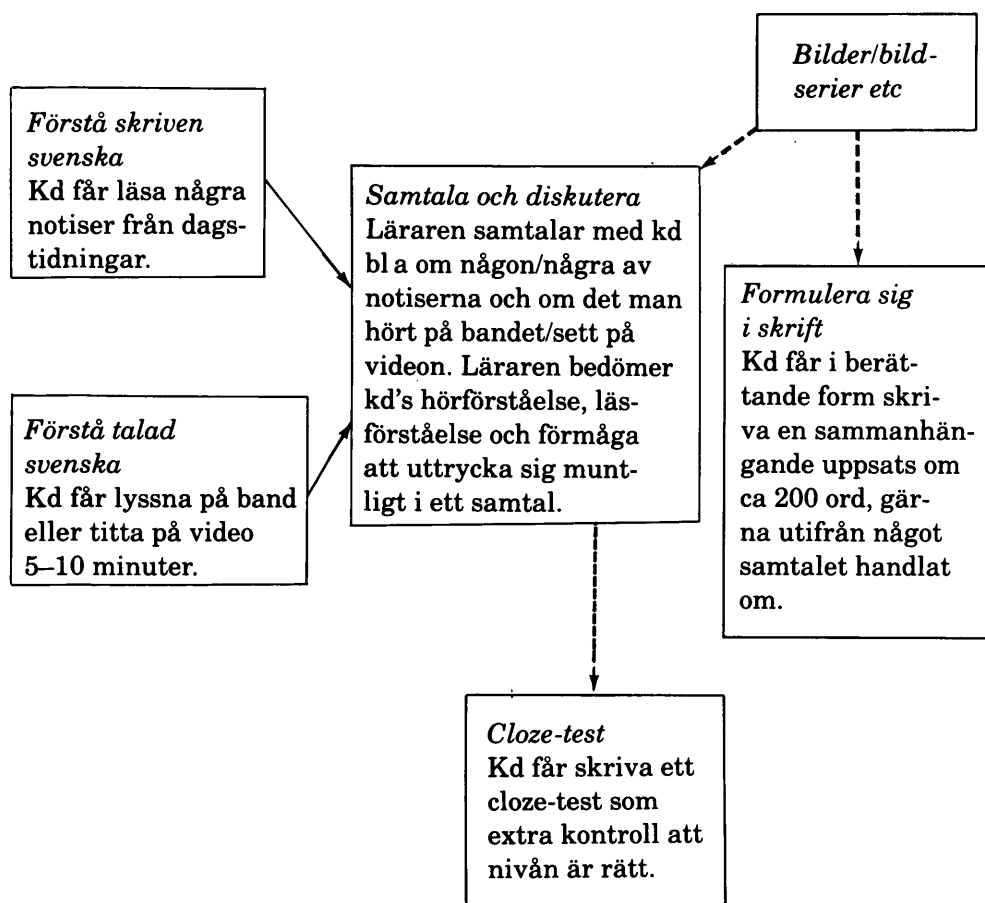 Bilder/bild-
serier etc
Förstå skriven
svenska
Kd får läsa några
notiser från dags-
tidningar.
Samtala och diskutera
Läraren samtalar med kd
bl a om någon/några av
notiserna och om det man
hört på bandet/sett på
videon. Läraren bedömer
kd's hörförståelse, läs-
förståelse och förmåga
att uttrycka sig munt-
ligt i ett samtal.
Formulera sig
i skrift
Kd får i berät-
tande form skri-
va en sammanhän-
gande uppsats om
ca 200 ord, gär-
na utifrån något
samtalet handlat
om.
Förstå talad
svenska
Kd får lyssna på band
eller titta på video
5–10 minuter.
Cloze-test
Kd får skriva ett
cloze-test som
extra kontroll att
nivån är rätt.